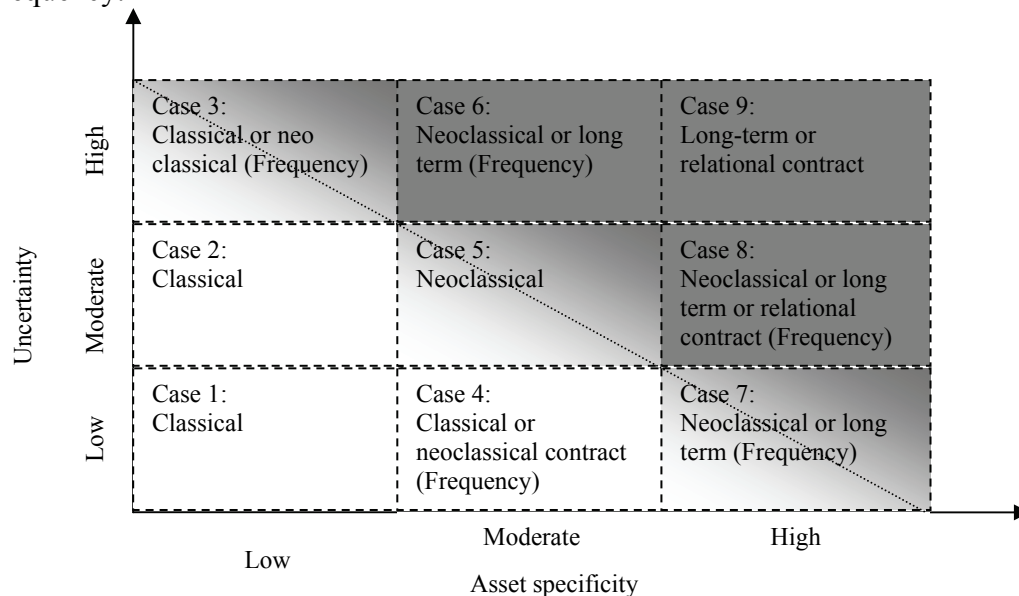 equency.
High
Case 3:
Classical or neo
classical (Frequency)
Case 6:
Neoclassical or long
term (Frequency)
Case 9:
Long-term or
relational contract
Uncertainty
Moderate
Case 2:
Classical
Case 5:
Neoclassical
Case 8:
Neoclassical or long
term or relational
contract (Frequency)
Low
Case 1:
Classical
Case 4:
Classical or
neoclassical contract
(Frequency)
Case 7:
Neoclassical or long
term (Frequency)
Low
Moderate
High
Asset specificity